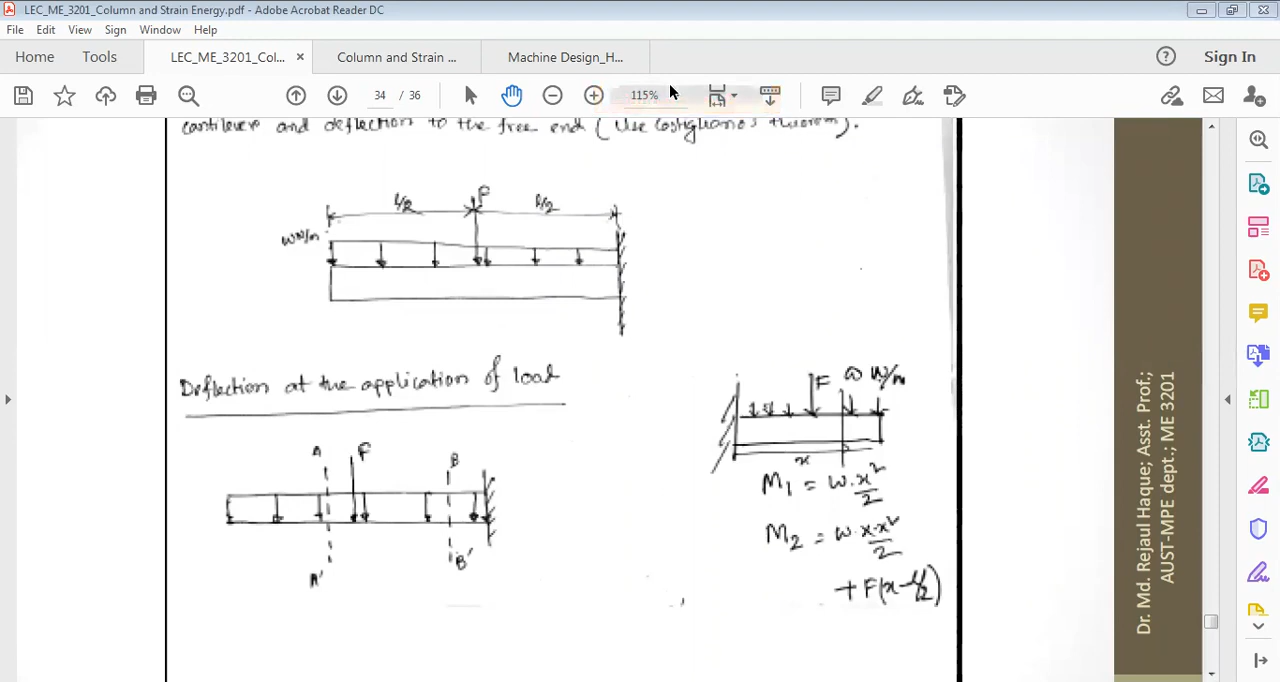 LEC_ME_3201_Column and Strain Energy.pdf - Adobe Acrobat Reader DC
File Edit View Sign Window Help
Home Tools LEC_ME_3201_Col... × Column and Strain ... Machine Design_H... ? Sign In
34 / 36 115%
cantilever and deflection to the free end (Use Castigliano's theorem).
L/2 F L/2
w N/m
Deflection at the application of load
F ω N/m
x
A F B
M1 = w.x²/2
M2 = w.x.x²/2
A' B'
+ F(x-L/2)
Dr. Md. Rejaul Haque; Asst. Prof.;
AUST-MPE dept.; ME 3201